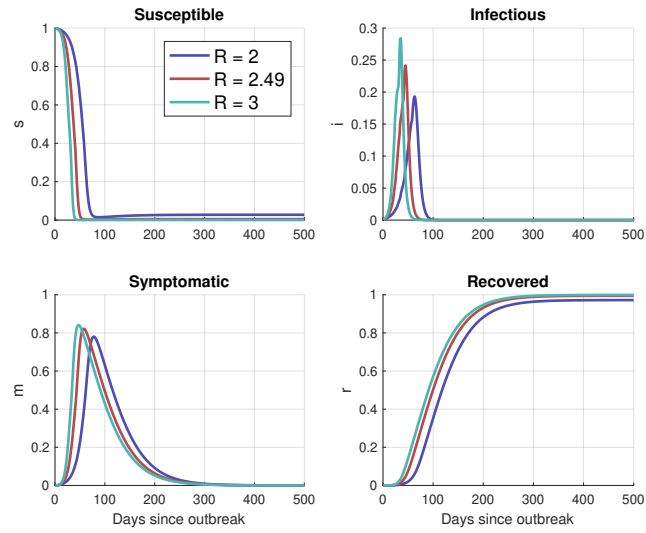 Susceptible
1
0.8
0.6
0.4
0.2
0
s
0 100 200 300 400 500
R = 2
R = 2.49
R = 3
Infectious
0.3
0.25
0.2
0.15
0.1
0.05
0
i
0 100 200 300 400 500
Symptomatic
1
0.8
0.6
0.4
0.2
0
m
0 100 200 300 400 500
Days since outbreak
Recovered
1
0.8
0.6
0.4
0.2
0
r
0 100 200 300 400 500
Days since outbreak